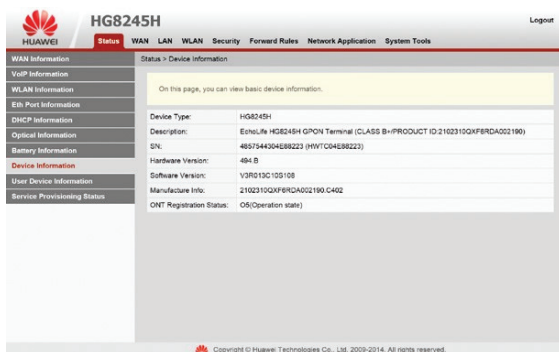 HG8245H
Logout
HUAWEI
Status WAN LAN WLAN Security Forward Rules Network Application System Tools
WAN Information
VoIP Information
WLAN Information
Eth Port Information
DHCP Information
Optical Information
Battery Information
Device Information
User Device Information
Service Provisioning Status
Status > Device Information
On this page, you can view basic device information.
Device Type: HG8245H
Description: EchoLife HG8245H GPON Terminal (CLASS B+/PRODUCT ID:2102310QXF6RDA002190)
SN: 4857544304E88223 (HWTC04E88223)
Hardware Version: 494.B
Software Version: V3R013C10S108
Manufacture Info: 2102310QXF6RDA002190.C402
ONT Registration Status: O5(Operation state)
Copyright © Huawei Technologies Co., Ltd. 2009-2014. All rights reserved.